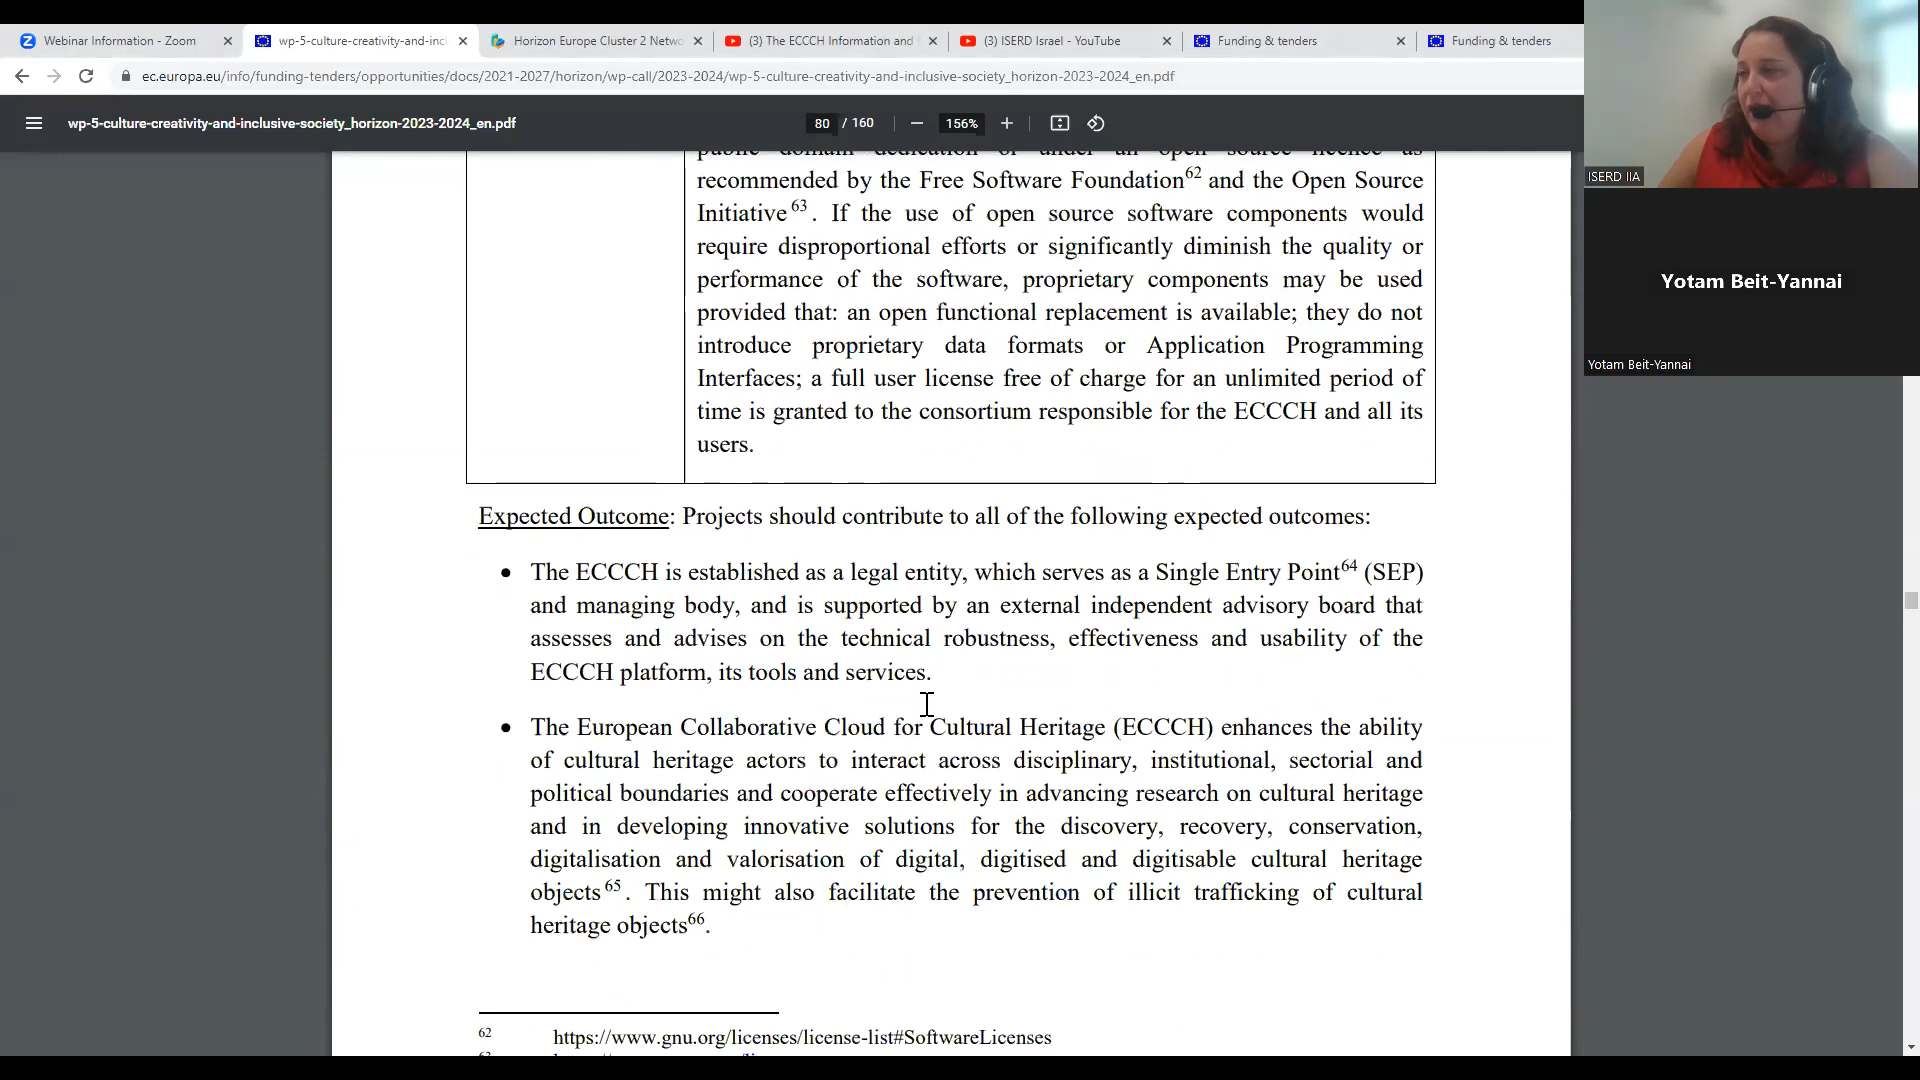 Webinar Information - Zoom
wp-5-culture-creativity-and-incl
Horizon Europe Cluster 2 Netwo
(3) The ECCCH Information and
(3) ISERD Israel - YouTube
Funding & tenders
Funding & tenders
ec.europa.eu/info/funding-tenders/opportunities/docs/2021-2027/horizon/wp-call/2023-2024/wp-5-culture-creativity-and-inclusive-society_horizon-2023-2024_en.pdf
wp-5-culture-creativity-and-inclusive-society_horizon-2023-2024_en.pdf
80 / 160
156%
public domain dedication or under an open source licence as
recommended by the Free Software Foundation62 and the Open Source
Initiative63. If the use of open source software components would
require disproportional efforts or significantly diminish the quality or
performance of the software, proprietary components may be used
provided that: an open functional replacement is available; they do not
introduce proprietary data formats or Application Programming
Interfaces; a full user license free of charge for an unlimited period of
time is granted to the consortium responsible for the ECCCH and all its
users.
Expected Outcome: Projects should contribute to all of the following expected outcomes:
• The ECCCH is established as a legal entity, which serves as a Single Entry Point64 (SEP)
and managing body, and is supported by an external independent advisory board that
assesses and advises on the technical robustness, effectiveness and usability of the
ECCCH platform, its tools and services.
• The European Collaborative Cloud for Cultural Heritage (ECCCH) enhances the ability
of cultural heritage actors to interact across disciplinary, institutional, sectorial and
political boundaries and cooperate effectively in advancing research on cultural heritage
and in developing innovative solutions for the discovery, recovery, conservation,
digitalisation and valorisation of digital, digitised and digitisable cultural heritage
objects65. This might also facilitate the prevention of illicit trafficking of cultural
heritage objects66.
62 https://www.gnu.org/licenses/license-list#SoftwareLicenses
ISERD IIA
Yotam Beit-Yannai
Yotam Beit-Yannai